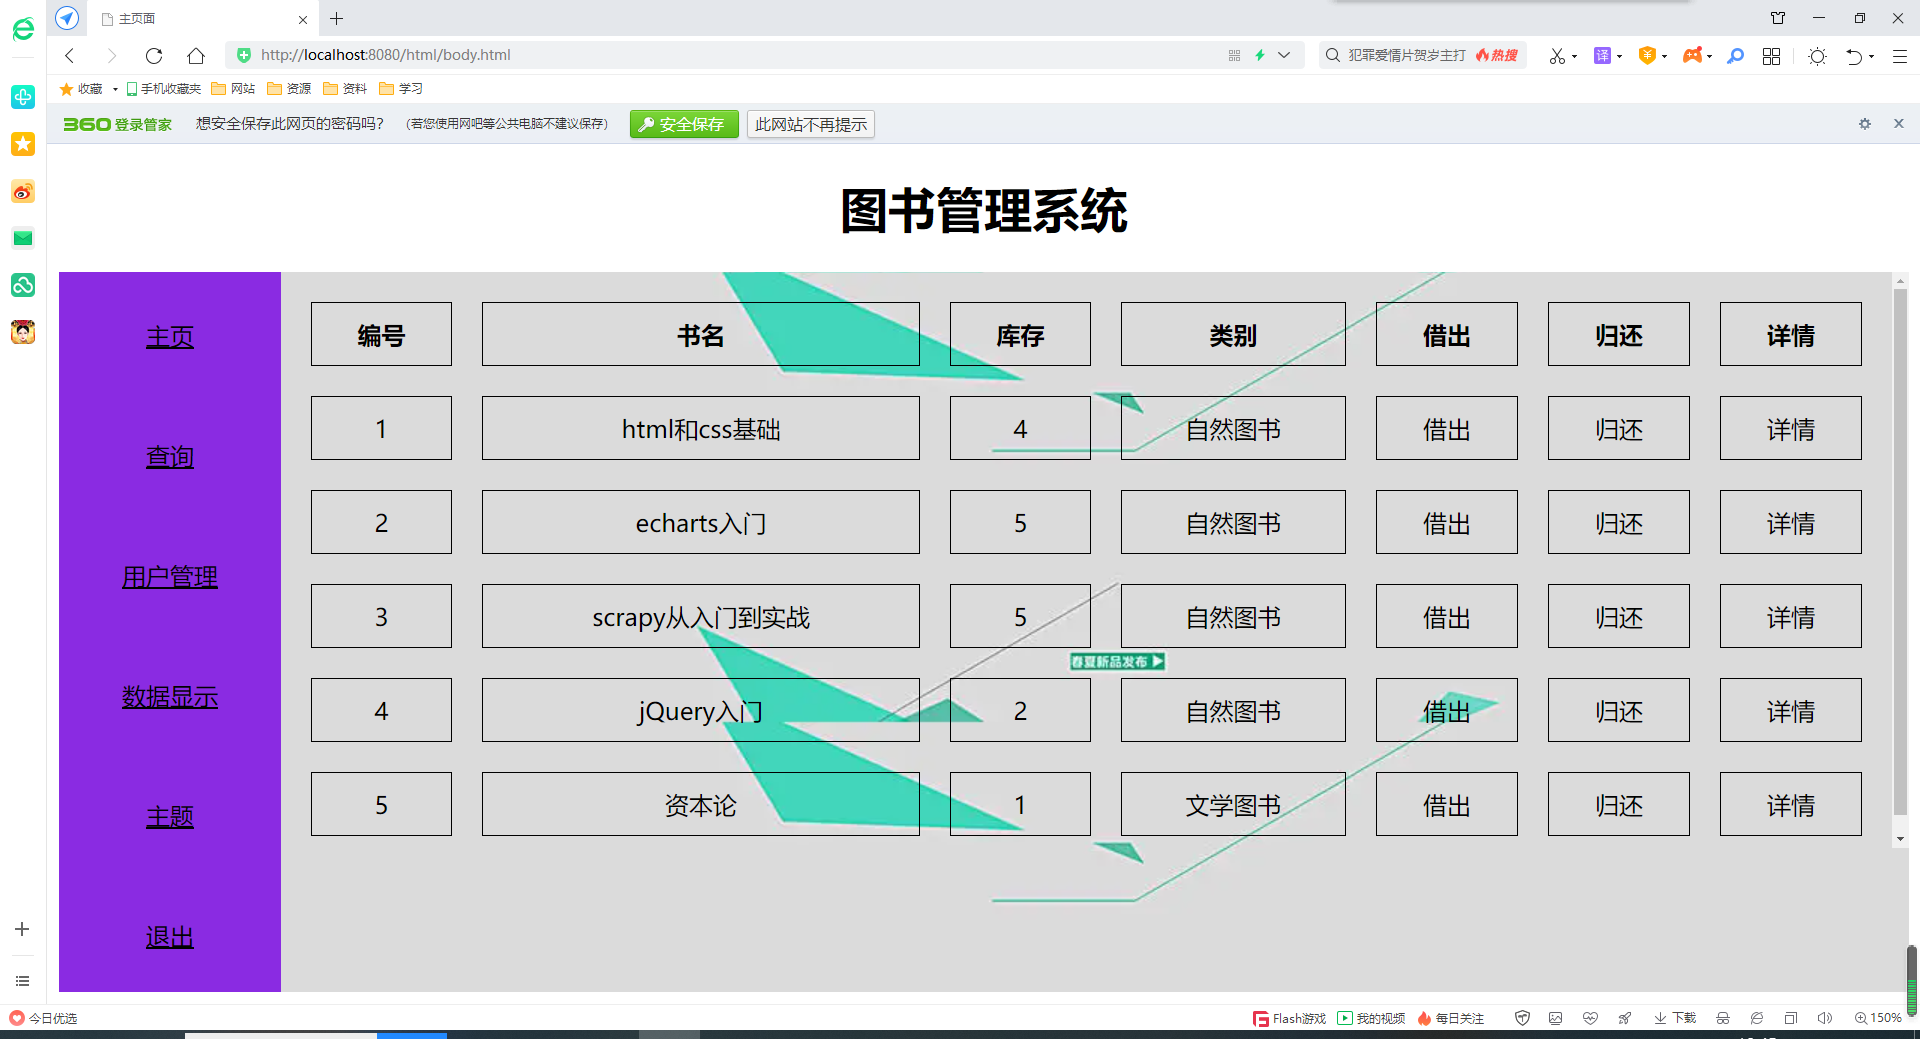 主页面
http://localhost:8080/html/body.html
犯罪爱情片贺岁主打 热搜
译
收藏 手机收藏夹 网站 资源 资料 学习
360登录管家 想安全保存此网页的密码吗？ （若您使用网吧等公共电脑不建议保存） 安全保存 此网站不再提示
图书管理系统
主页
查询
用户管理
数据显示
主题
退出
编号 书名 库存 类别 借出 归还 详情
1 html和css基础 4 自然图书 借出 归还 详情
2 echarts入门 5 自然图书 借出 归还 详情
3 scrapy从入门到实战 5 自然图书 借出 归还 详情
春夏新品发布
4 jQuery入门 2 自然图书 借出 归还 详情
5 资本论 1 文学图书 借出 归还 详情
今日优选 Flash游戏 我的视频 每日关注 下载 150%